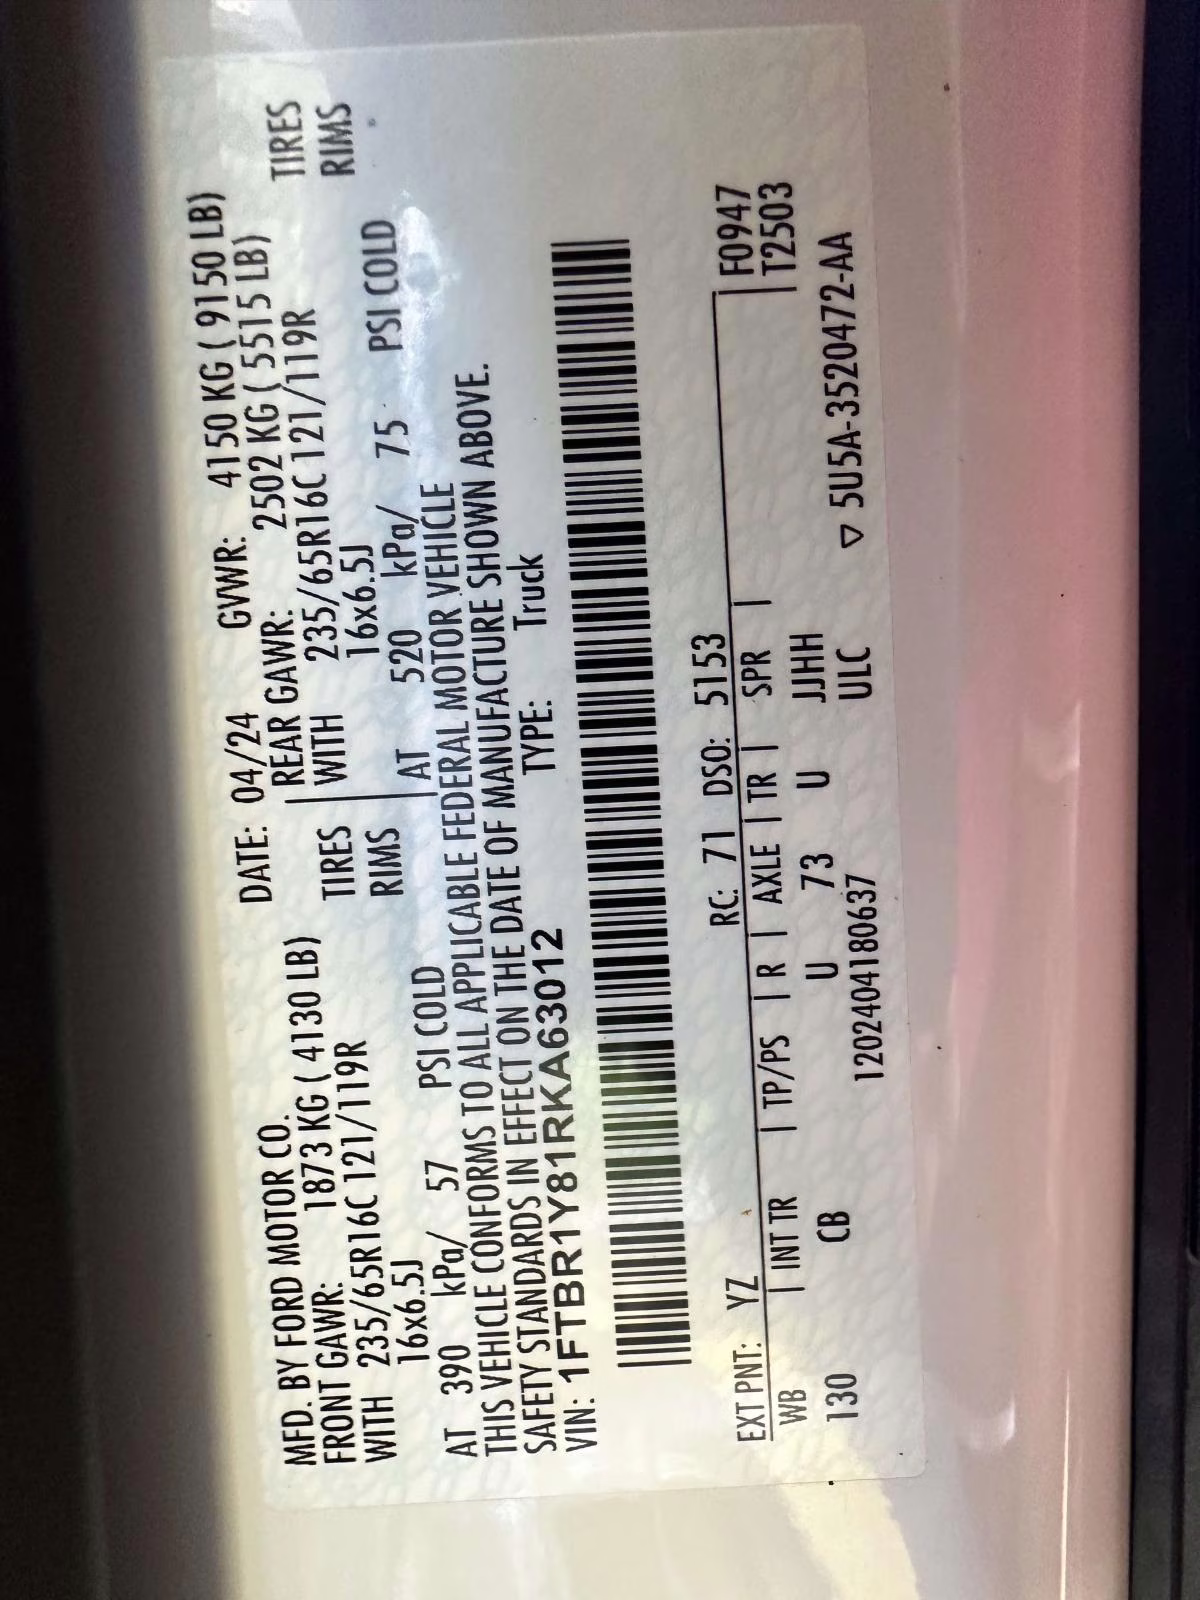 MFD. BY FORD MOTOR CO. DATE: 04/24 GVWR: 4150 KG ( 9150 LB)
FRONT GAWR: 1873 KG ( 4130 LB) REAR GAWR: 2502 KG ( 5515 LB)
WITH 235/65R16C 121/119R TIRES WITH 235/65R16C 121/119R TIRES
16x6.5J RIMS 16x6.5J RIMS
AT 390 kPa/ 57 PSI COLD AT 520 kPa/ 75 PSI COLD
THIS VEHICLE CONFORMS TO ALL APPLICABLE FEDERAL MOTOR VEHICLE
SAFETY STANDARDS IN EFFECT ON THE DATE OF MANUFACTURE SHOWN ABOVE.
VIN: 1FTBR1Y81RKA63012 TYPE: Truck
EXT PNT: YZ RC: 71 DSO: 5153 F0947
WB INT TR TP/PS R AXLE TR SPR T2503
130 CB U 73 U JJHH
120240418063​7 ULC ▽ 5U5A-3520472-AA